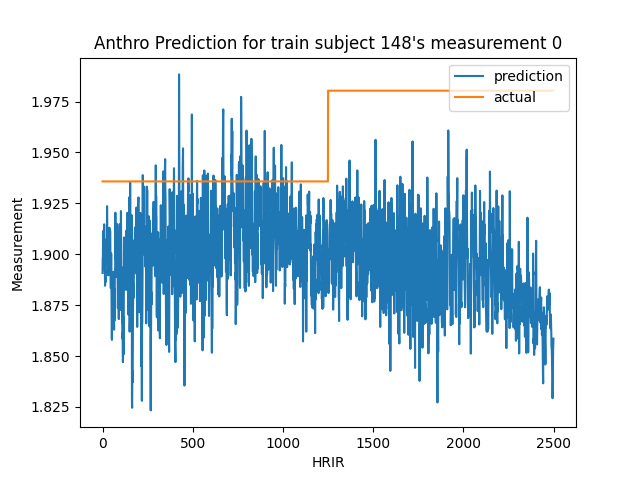 Anthro Prediction for train subject 148's measurement 0
prediction
actual
1.975
1.950
1.925
1.900
1.875
1.850
1.825
Measurement
0
500
1000
1500
2000
2500
HRIR